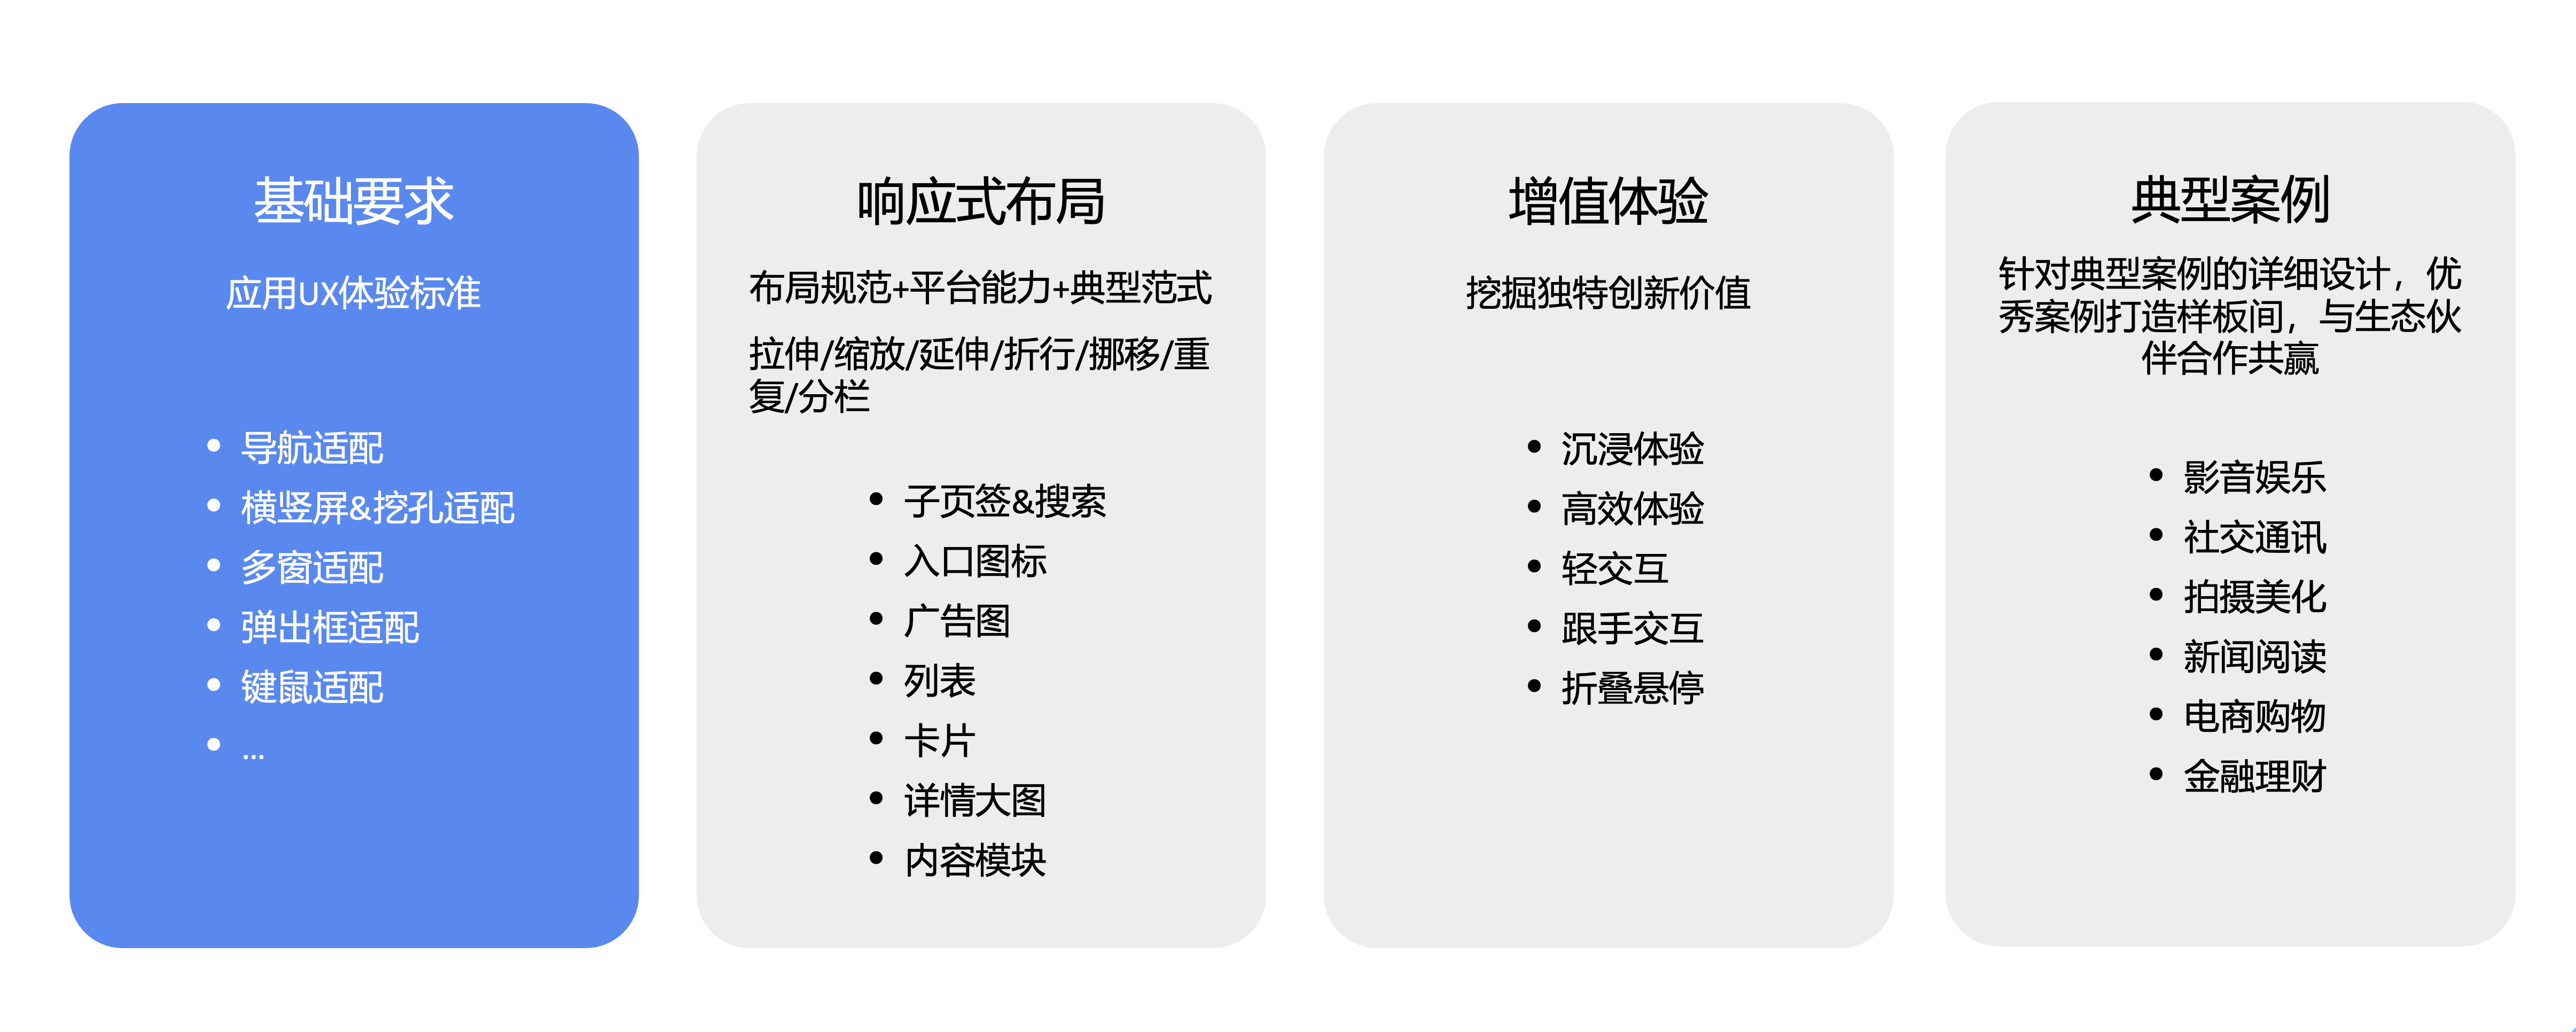 基础要求
应用UX体验标准
• 导航适配
• 横竖屏&挖孔适配
• 多窗适配
• 弹出框适配
• 键鼠适配
• ...
响应式布局
布局规范+平台能力+典型范式
拉伸/缩放/延伸/折行/挪移/重
复/分栏
• 子页签&搜索
• 入口图标
• 广告图
• 列表
• 卡片
• 详情大图
• 内容模块
增值体验
挖掘独特创新价值
• 沉浸体验
• 高效体验
• 轻交互
• 跟手交互
• 折叠悬停
典型案例
针对典型案例的详细设计，优
秀案例打造样板间，与生态伙
伴合作共赢
• 影音娱乐
• 社交通讯
• 拍摄美化
• 新闻阅读
• 电商购物
• 金融理财